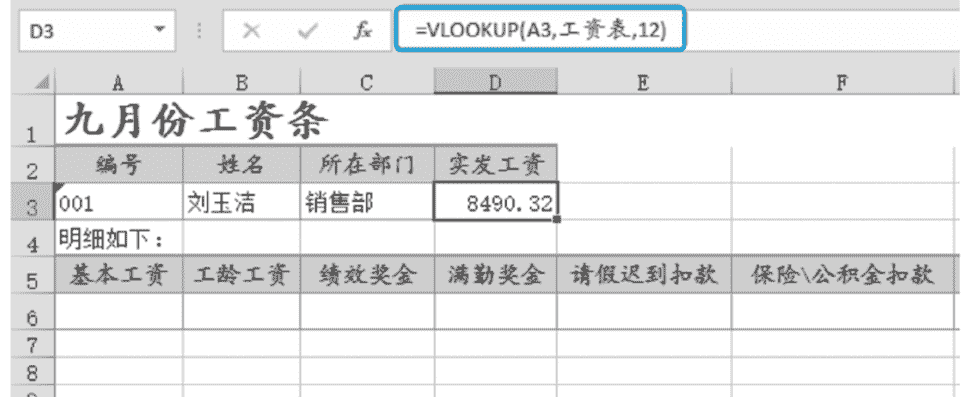 D3 fx =VLOOKUP(A3,工资表,12)
A B C D E F
1 九月份工资条
2 编号 姓名 所在部门 实发工资
3 001 刘玉洁 销售部 8490.32
4 明细如下：
5 基本工资 工龄工资 绩效奖金 满勤奖金 请假迟到扣款 保险\公积金扣款
6
7
8